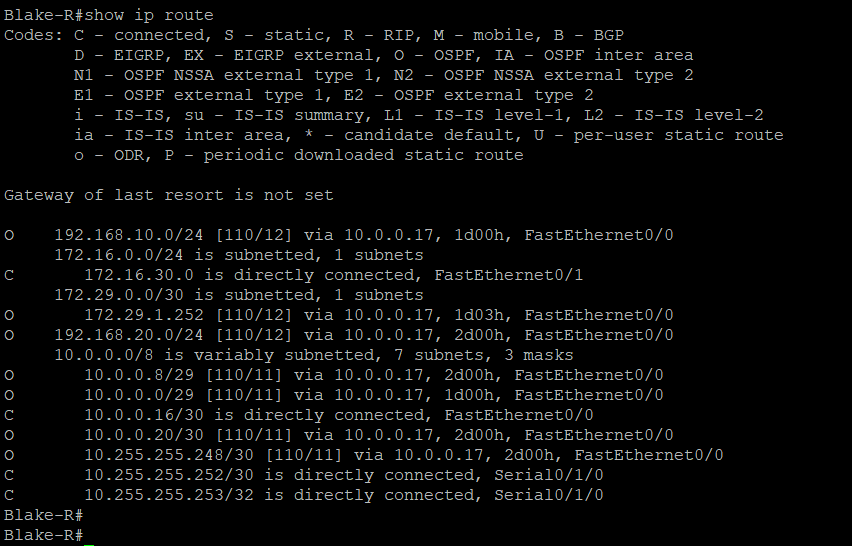 Blake-R#show ip route
Codes: C - connected, S - static, R - RIP, M - mobile, B - BGP
       D - EIGRP, EX - EIGRP external, O - OSPF, IA - OSPF inter area
       N1 - OSPF NSSA external type 1, N2 - OSPF NSSA external type 2
       E1 - OSPF external type 1, E2 - OSPF external type 2
       i - IS-IS, su - IS-IS summary, L1 - IS-IS level-1, L2 - IS-IS level-2
       ia - IS-IS inter area, * - candidate default, U - per-user static route
       o - ODR, P - periodic downloaded static route

Gateway of last resort is not set

O    192.168.10.0/24 [110/12] via 10.0.0.17, 1d00h, FastEthernet0/0
     172.16.0.0/24 is subnetted, 1 subnets
C       172.16.30.0 is directly connected, FastEthernet0/1
     172.29.0.0/30 is subnetted, 1 subnets
O       172.29.1.252 [110/12] via 10.0.0.17, 1d03h, FastEthernet0/0
O    192.168.20.0/24 [110/12] via 10.0.0.17, 2d00h, FastEthernet0/0
     10.0.0.0/8 is variably subnetted, 7 subnets, 3 masks
O       10.0.0.8/29 [110/11] via 10.0.0.17, 2d00h, FastEthernet0/0
O       10.0.0.0/29 [110/11] via 10.0.0.17, 1d00h, FastEthernet0/0
C       10.0.0.16/30 is directly connected, FastEthernet0/0
O       10.0.0.20/30 [110/11] via 10.0.0.17, 2d00h, FastEthernet0/0
O       10.255.255.248/30 [110/11] via 10.0.0.17, 2d00h, FastEthernet0/0
C       10.255.255.252/30 is directly connected, Serial0/1/0
C       10.255.255.253/32 is directly connected, Serial0/1/0
Blake-R#
Blake-R#